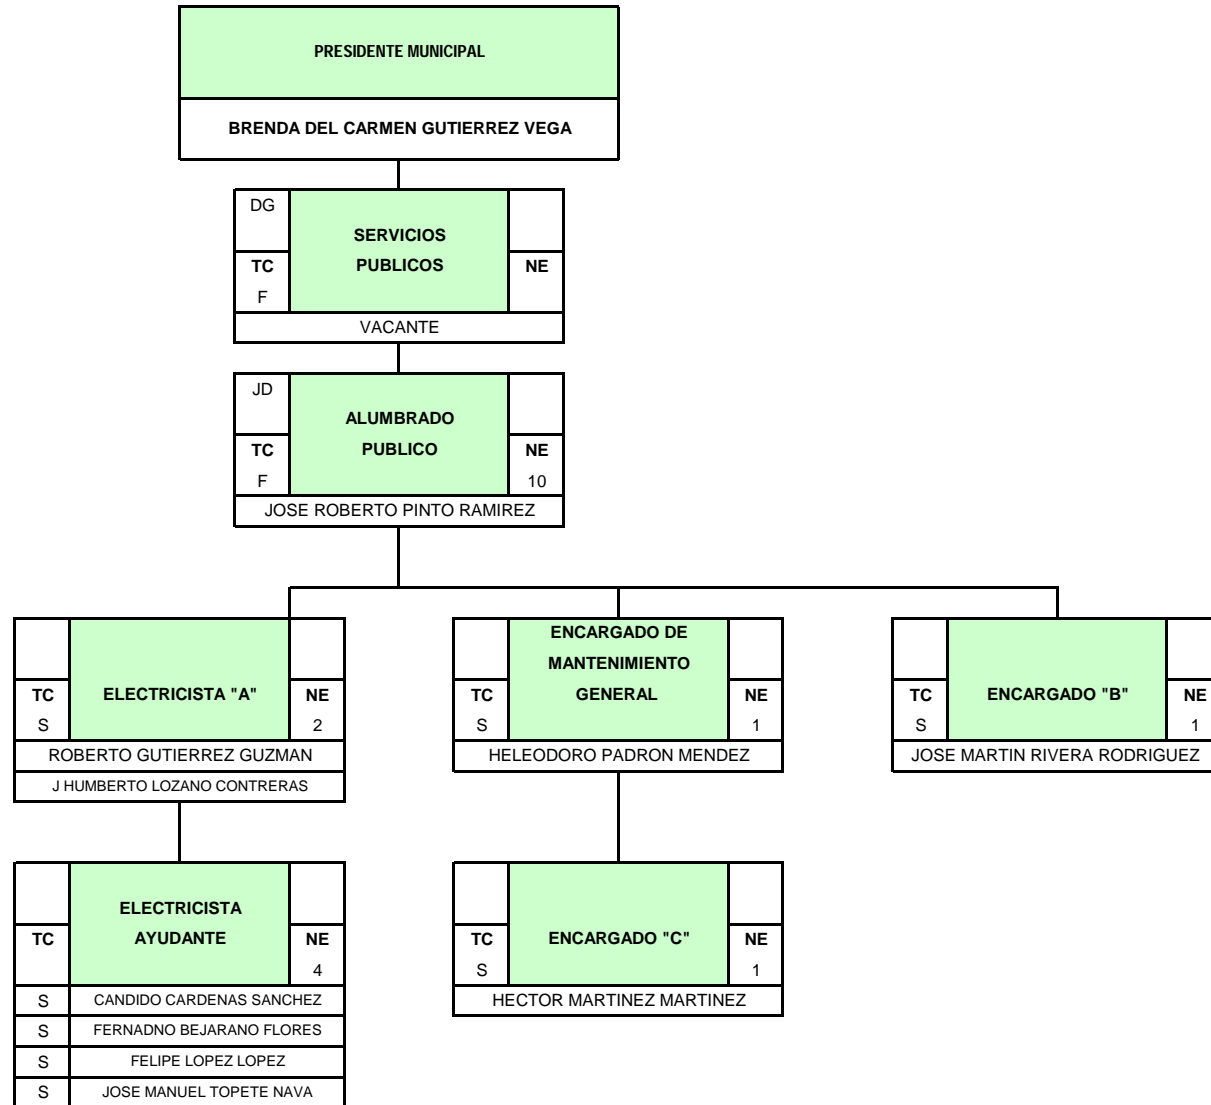 PRESIDENTE MUNICIPAL
BRENDA DEL CARMEN GUTIERREZ VEGA
DG
SERVICIOS
TC PUBLICOS NE
F
VACANTE
JD
ALUMBRADO
TC PUBLICO NE
F 10
JOSE ROBERTO PINTO RAMIREZ
TC ELECTRICISTA "A" NE
S 2
ROBERTO GUTIERREZ GUZMAN
J HUMBERTO LOZANO CONTRERAS
ENCARGADO DE
MANTENIMIENTO
TC GENERAL NE
S 1
HELEODORO PADRON MENDEZ
TC ENCARGADO "B" NE
S 1
JOSE MARTIN RIVERA RODRIGUEZ
ELECTRICISTA
TC AYUDANTE NE
4
S CANDIDO CARDENAS SANCHEZ
S FERNADNO BEJARANO FLORES
S FELIPE LOPEZ LOPEZ
S JOSE MANUEL TOPETE NAVA
TC ENCARGADO "C" NE
S 1
HECTOR MARTINEZ MARTINEZ